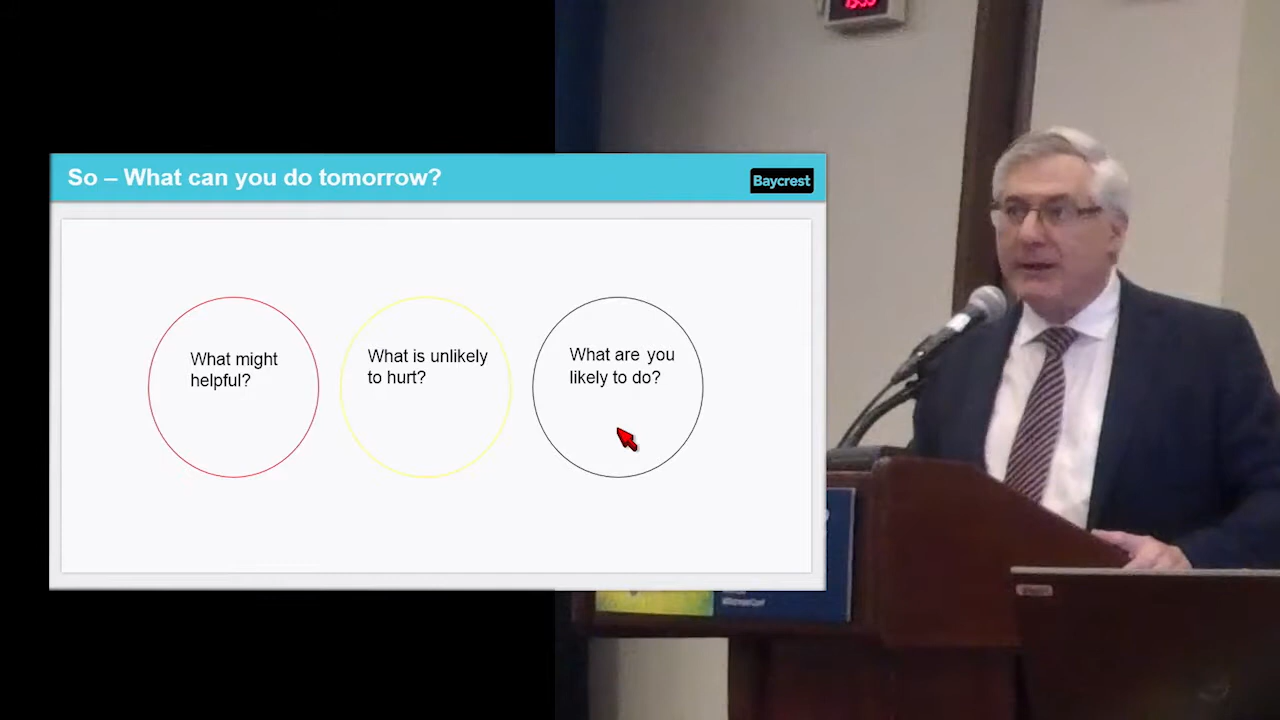 So – What can you do tomorrow?
Baycrest
What might
helpful?
What is unlikely
to hurt?
What are you
likely to do?